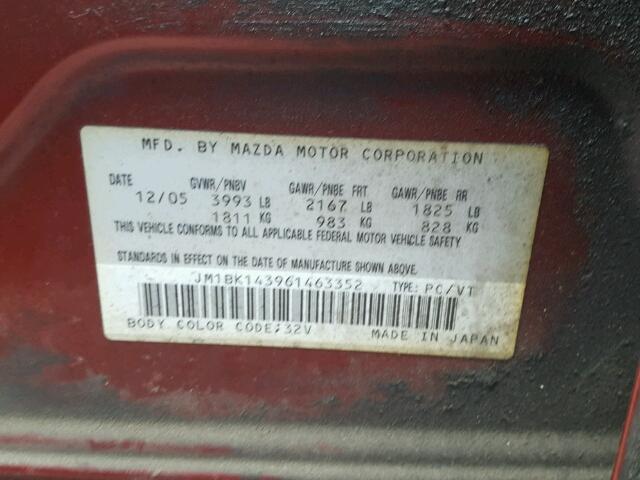 MFD. BY MAZDA MOTOR CORPORATION
DATE GVWR/PNBV GAWR/PNBE FRT GAWR/PNBE RR
12/05 3993 LB 2167 LB 1825 LB
1811 KG 983 KG 828 KG
THIS VEHICLE CONFORMS TO ALL APPLICABLE FEDERAL MOTOR VEHICLE SAFETY
STANDARDS IN EFFECT ON THE DATE OF MANUFACTURE SHOWN ABOVE.
JM1BK143961463352 TYPE: PC/VT
BODY COLOR CODE:32V MADE IN JAPAN